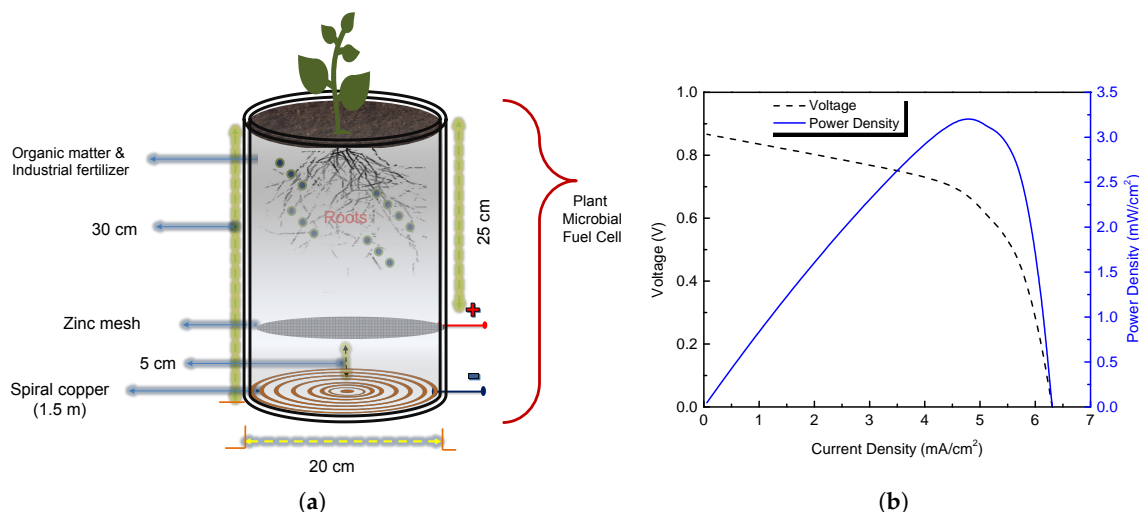 Organic matter &
Industrial fertilizer
30 cm
Zinc mesh
5 cm
Spiral copper
(1.5 m)
Roots
25 cm
+
-
20 cm
Plant
Microbial
Fuel Cell
(a)
Voltage
Power Density
1.0
0.8
0.6
0.4
0.2
0.0
Voltage (V)
3.5
3.0
2.5
2.0
1.5
1.0
0.5
0.0
Power Density (mW/cm²)
0 1 2 3 4 5 6 7
Current Density (mA/cm²)
(b)